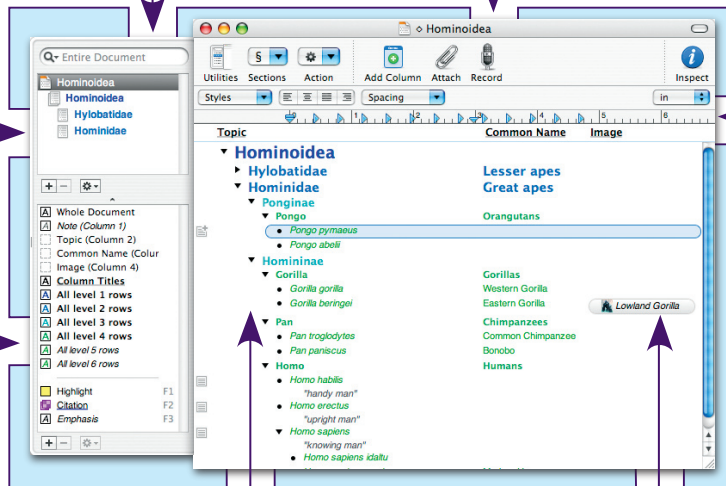 Hominoidea
Entire Document
Utilities Sections Action Add Column Attach Record Inspect
§
Styles Spacing in
1 2 3 4 5 6
Topic Common Name Image
Hominoidea
Hominoidea
Hylobatidae
Hominidae
Hominoidea
Hylobatidae Lesser apes
Hominidae Great apes
Ponginae
Pongo Orangutans
Pongo pymaeus
Pongo abelii
Homininae
Gorilla Gorillas
Gorilla gorilla Western Gorilla
Gorilla beringei Eastern Gorilla Lowland Gorilla
Pan Chimpanzees
Pan troglodytes Common Chimpanzee
Pan paniscus Bonobo
Homo Humans
Homo habilis
"handy man"
Homo erectus
"upright man"
Homo sapiens
"knowing man"
Homo sapiens idaltu
A Whole Document
A Note (Column 1)
Topic (Column 2)
Common Name (Colur
Image (Column 4)
A Column Titles
A All level 1 rows
A All level 2 rows
A All level 3 rows
A All level 4 rows
A All level 5 rows
A All level 6 rows
Highlight F1
Citation F2
A Emphasis F3